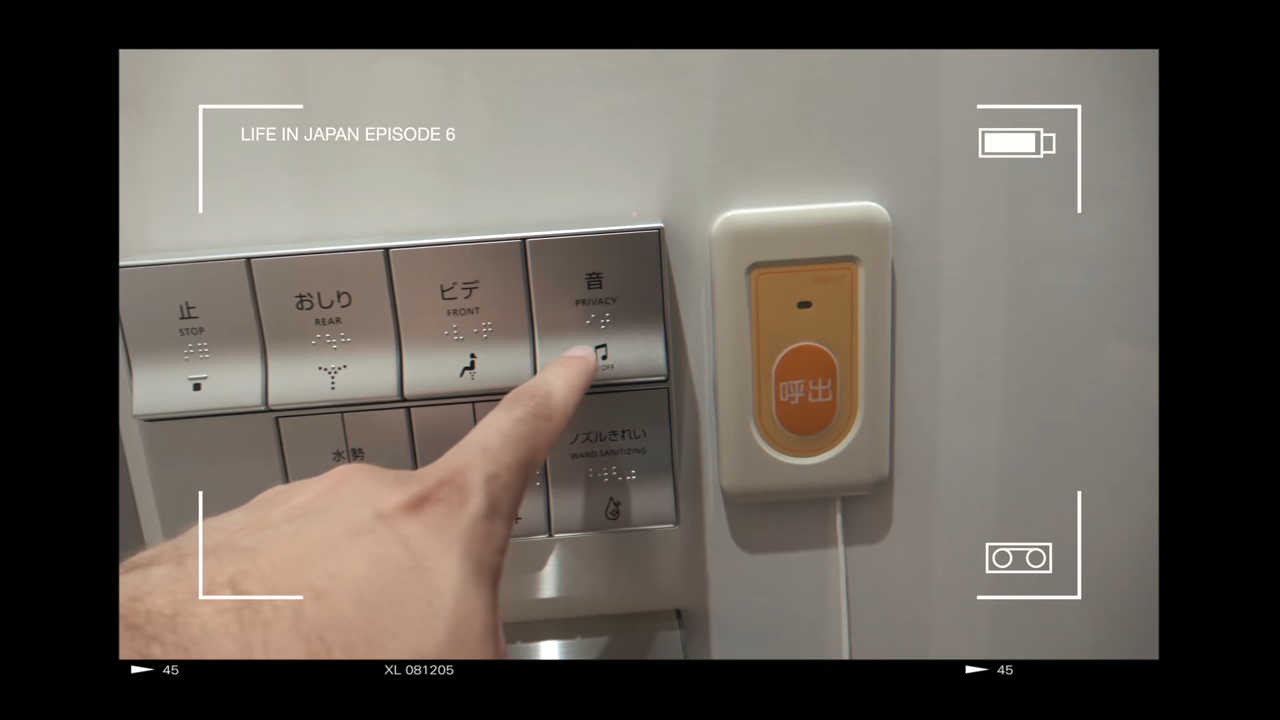 LIFE IN JAPAN EPISODE 6
止
STOP
おしり
REAR
ビデ
FRONT
音
PRIVACY
呼出
水勢
ノズルきれい
WAND SANITIZING
+
45
XL 081205
45